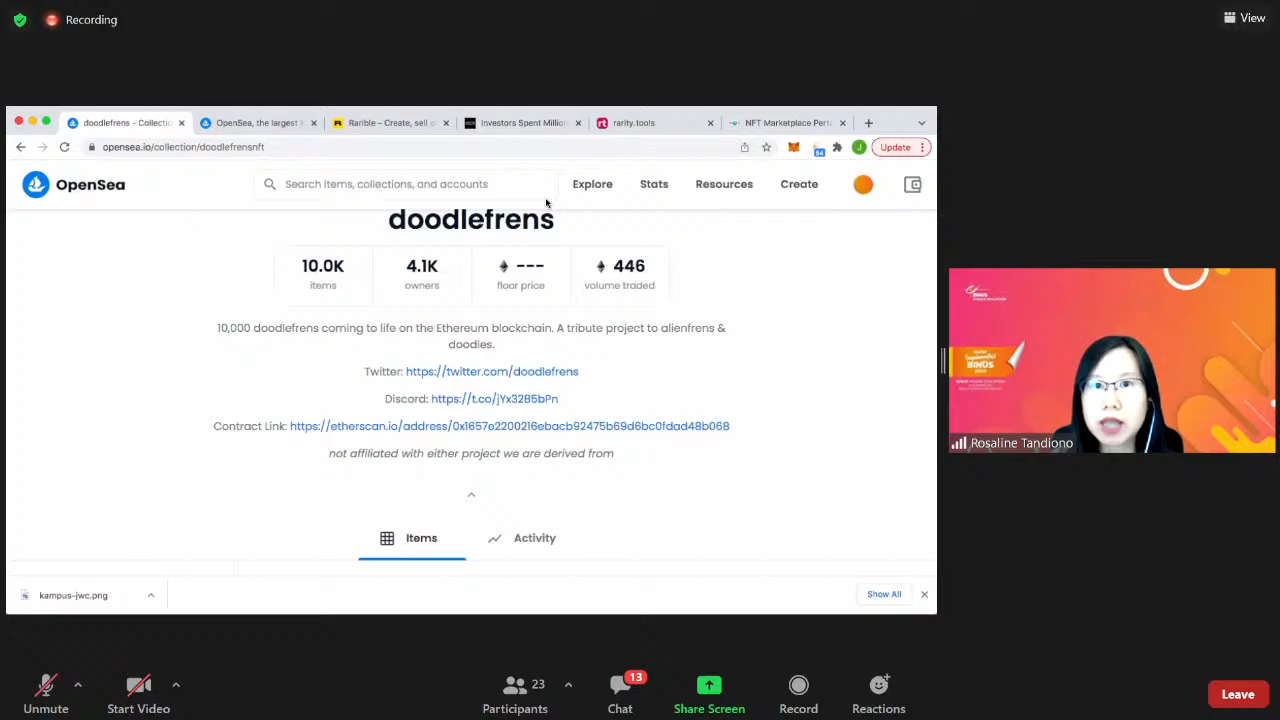 Recording
View
doodlefrens - Collectio
OpenSea, the largest
Rarible – Create, sell o
Investors Spent Million
rarity.tools
NFT Marketplace Perta
opensea.io/collection/doodlefrensnft
64
J
Update
OpenSea
Search items, collections, and accounts
Explore
Stats
Resources
Create
doodlefrens
10.0K
4.1K
---
446
items
owners
floor price
volume traded
10,000 doodlefrens coming to life on the Ethereum blockchain. A tribute project to alienfrens &
doodles.
Twitter: https://twitter.com/doodlefrens
Discord: https://t.co/jYx3285bPn
Contract Link: https://etherscan.io/address/0x1657e2200216ebacb92475b69d6bc0fdad48b068
not affiliated with either project we are derived from
Items
Activity
kampus-jwc.png
Show All
BINUS
BINUS
Rosaline Tandiono
Unmute
Start Video
23
Participants
13
Chat
Share Screen
Record
Reactions
Leave